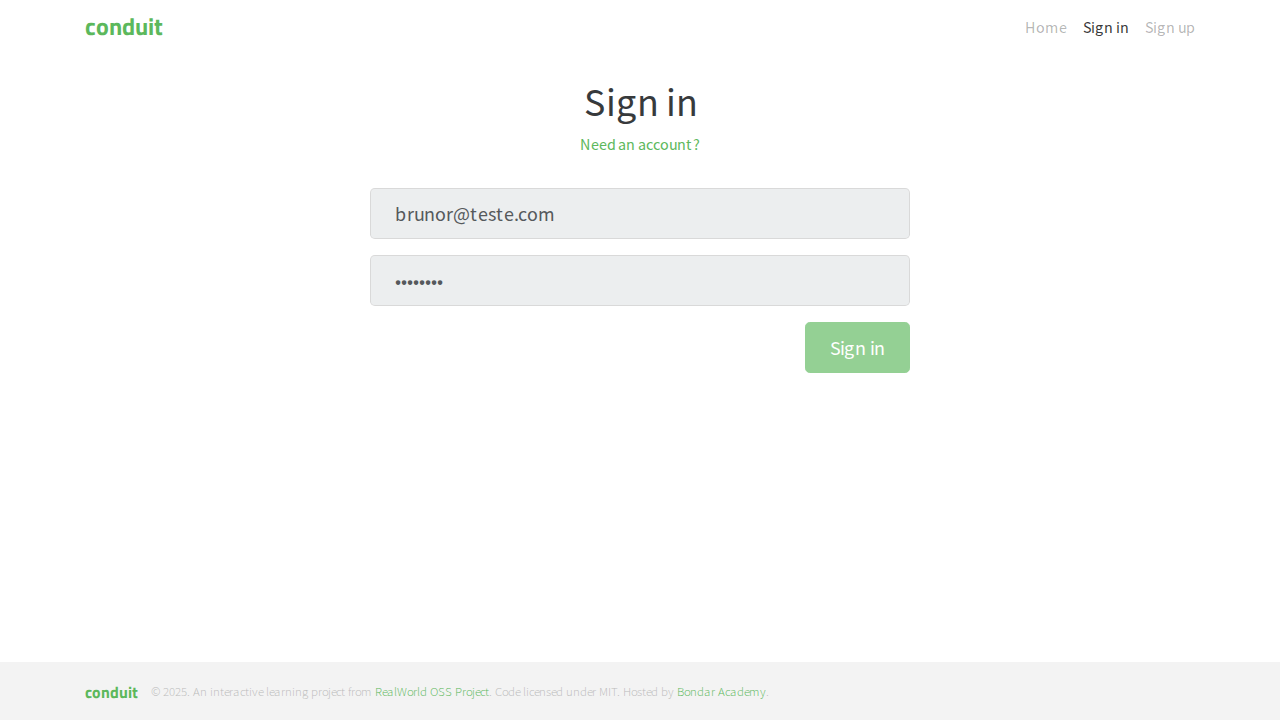 conduit
Home Sign in Sign up
Sign in
Need an account?
brunor@teste.com
••••••••
Sign in
conduit © 2025. An interactive learning project from RealWorld OSS Project. Code licensed under MIT. Hosted by Bondar Academy.